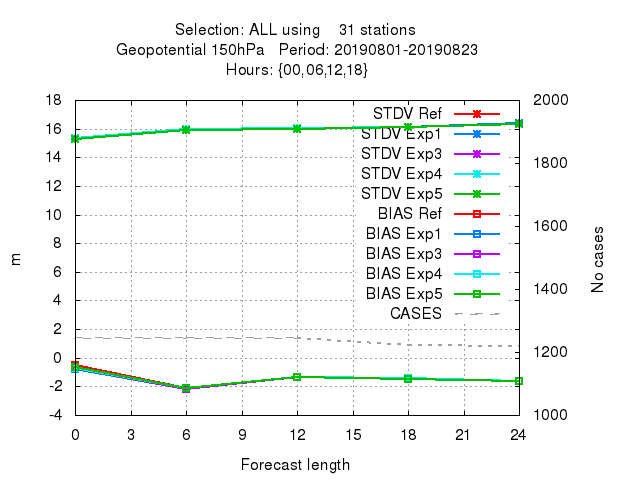 Selection: ALL using    31 stations
Geopotential 150hPa   Period: 20190801-20190823
Hours: {00,06,12,18}
18 2000
STDV Ref
16 STDV Exp1
STDV Exp3 1800
14
STDV Exp4
12 STDV Exp5
10 BIAS Ref 1600
BIAS Exp1
8
m BIAS Exp3 No cases
6 BIAS Exp4
1400
4 BIAS Exp5
CASES
2
0 1200
-2
-4 1000
0 3 6 9 12 15 18 21 24
Forecast length